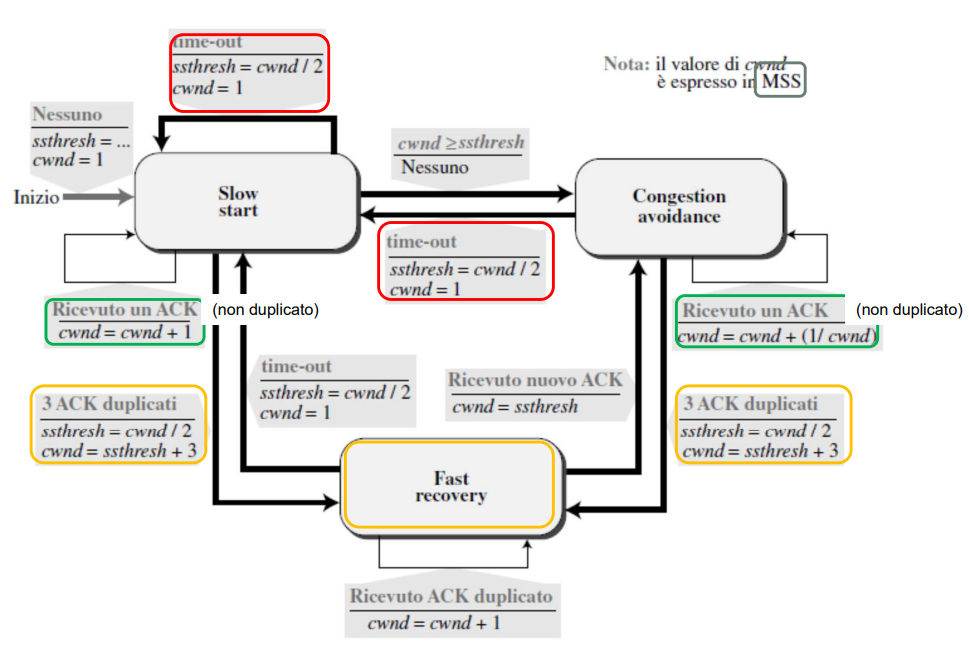 time-out
ssthresh = cwnd / 2
cwnd = 1
Nota: il valore di cwnd
è espresso in MSS
Nessuno
ssthresh = ...
cwnd = 1
Inizio
Slow
start
cwnd ≥ssthresh
Nessuno
Congestion
avoidance
time-out
ssthresh = cwnd / 2
cwnd = 1
Ricevuto un ACK (non duplicato)
cwnd = cwnd + 1
Ricevuto un ACK (non duplicato)
cwnd = cwnd + (1/ cwnd)
time-out
ssthresh = cwnd / 2
cwnd = 1
Ricevuto nuovo ACK
cwnd = ssthresh
3 ACK duplicati
ssthresh = cwnd / 2
cwnd = ssthresh + 3
3 ACK duplicati
ssthresh = cwnd / 2
cwnd = ssthresh + 3
Fast
recovery
Ricevuto ACK duplicato
cwnd = cwnd + 1